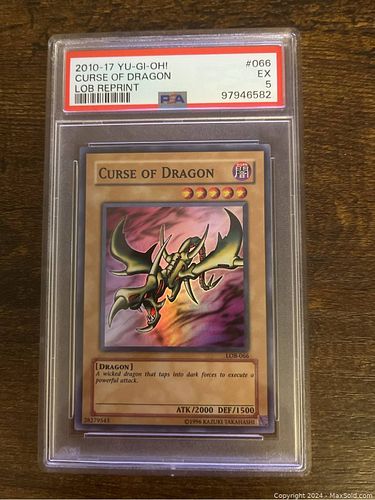 2010-17 YU-GI-OH! #066
CURSE OF DRAGON EX
LOB REPRINT 5
PSA 97946582
CURSE OF DRAGON
LOB-066
[DRAGON]
A wicked dragon that taps into dark forces to execute a
powerful attack.
ATK/2000 DEF/1500
28279543 ©1996 KAZUKI TAKAHASHI
Copyright 2024 - MaxSold.com